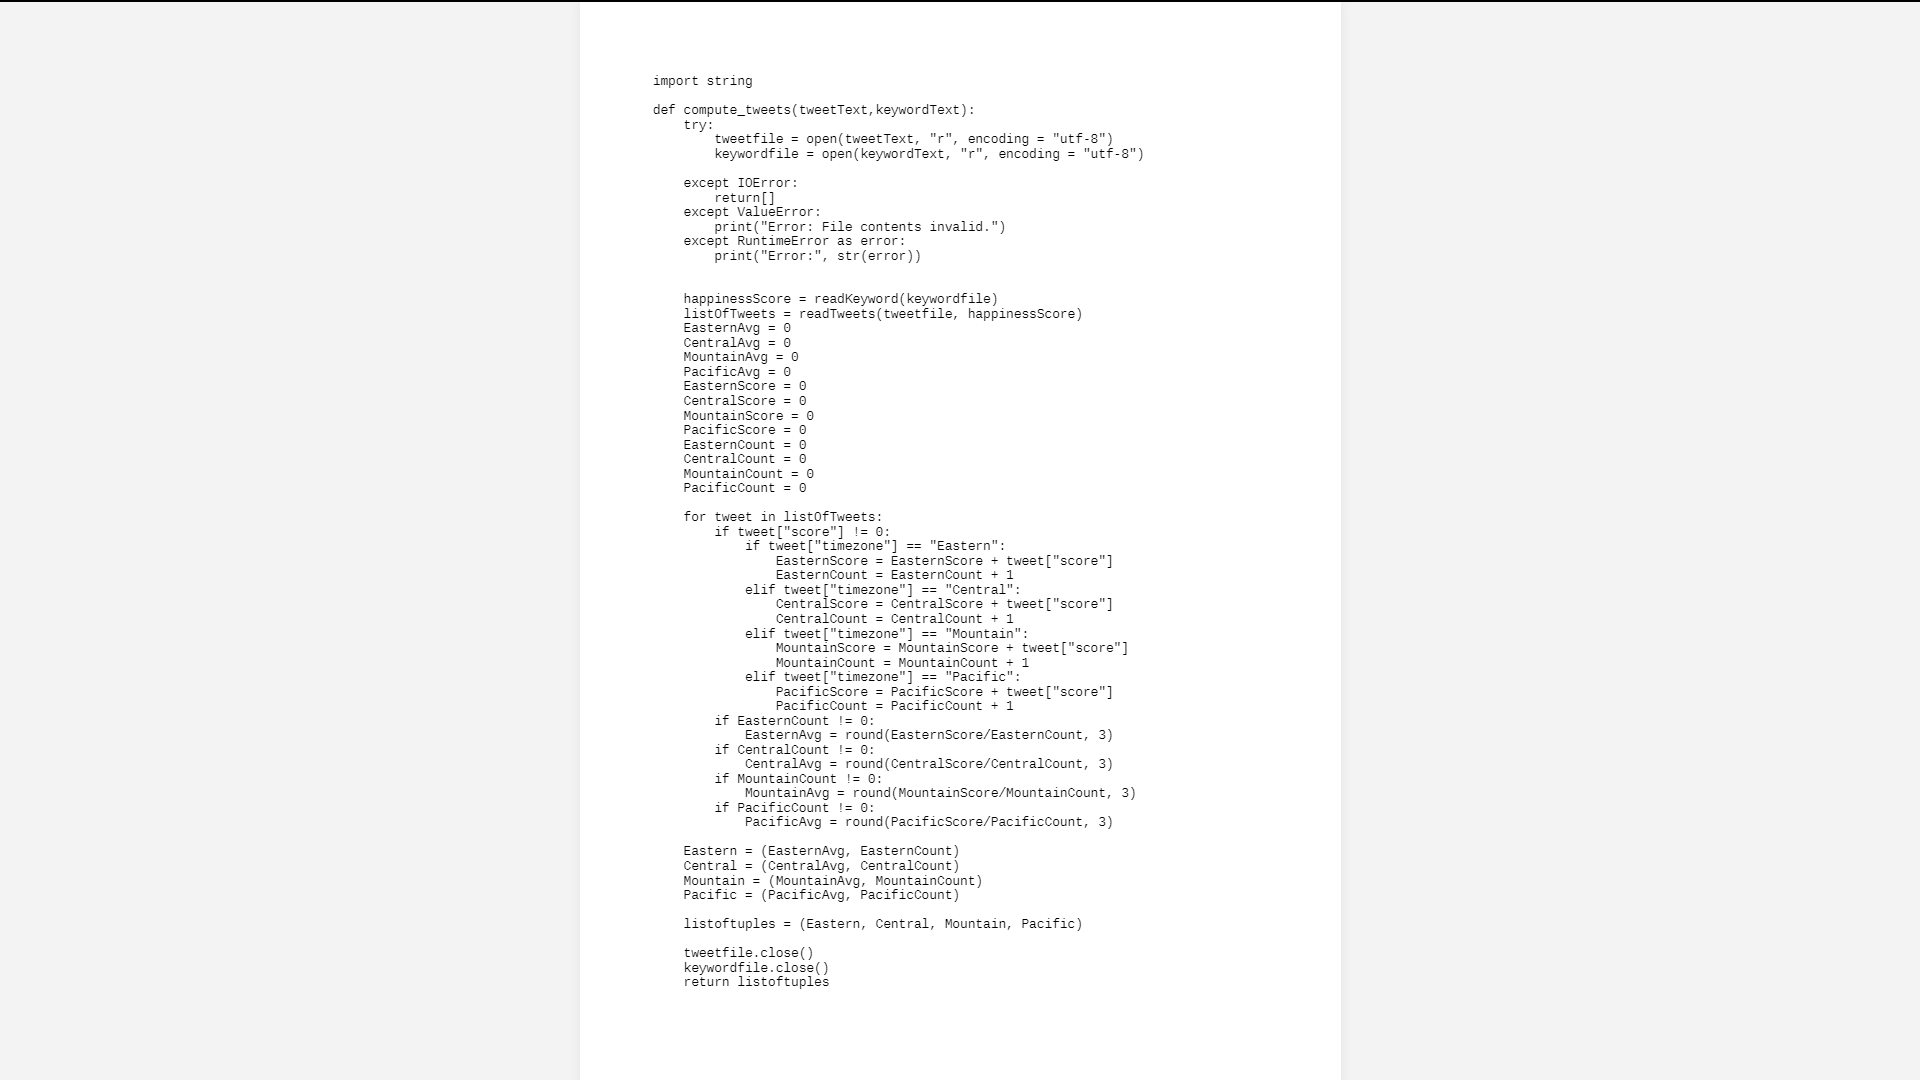 import string

def compute_tweets(tweetText,keywordText):
    try:
        tweetfile = open(tweetText, "r", encoding = "utf-8")
        keywordfile = open(keywordText, "r", encoding = "utf-8")

    except IOError:
        return[]
    except ValueError:
        print("Error: File contents invalid.")
    except RuntimeError as error:
        print("Error:", str(error))


    happinessScore = readKeyword(keywordfile)
    listOfTweets = readTweets(tweetfile, happinessScore)
    EasternAvg = 0
    CentralAvg = 0
    MountainAvg = 0
    PacificAvg = 0
    EasternScore = 0
    CentralScore = 0
    MountainScore = 0
    PacificScore = 0
    EasternCount = 0
    CentralCount = 0
    MountainCount = 0
    PacificCount = 0

    for tweet in listOfTweets:
        if tweet["score"] != 0:
            if tweet["timezone"] == "Eastern":
                EasternScore = EasternScore + tweet["score"]
                EasternCount = EasternCount + 1
            elif tweet["timezone"] == "Central":
                CentralScore = CentralScore + tweet["score"]
                CentralCount = CentralCount + 1
            elif tweet["timezone"] == "Mountain":
                MountainScore = MountainScore + tweet["score"]
                MountainCount = MountainCount + 1
            elif tweet["timezone"] == "Pacific":
                PacificScore = PacificScore + tweet["score"]
                PacificCount = PacificCount + 1
        if EasternCount != 0:
            EasternAvg = round(EasternScore/EasternCount, 3)
        if CentralCount != 0:
            CentralAvg = round(CentralScore/CentralCount, 3)
        if MountainCount != 0:
            MountainAvg = round(MountainScore/MountainCount, 3)
        if PacificCount != 0:
            PacificAvg = round(PacificScore/PacificCount, 3)

    Eastern = (EasternAvg, EasternCount)
    Central = (CentralAvg, CentralCount)
    Mountain = (MountainAvg, MountainCount)
    Pacific = (PacificAvg, PacificCount)

    listoftuples = (Eastern, Central, Mountain, Pacific)

    tweetfile.close()
    keywordfile.close()
    return listoftuples